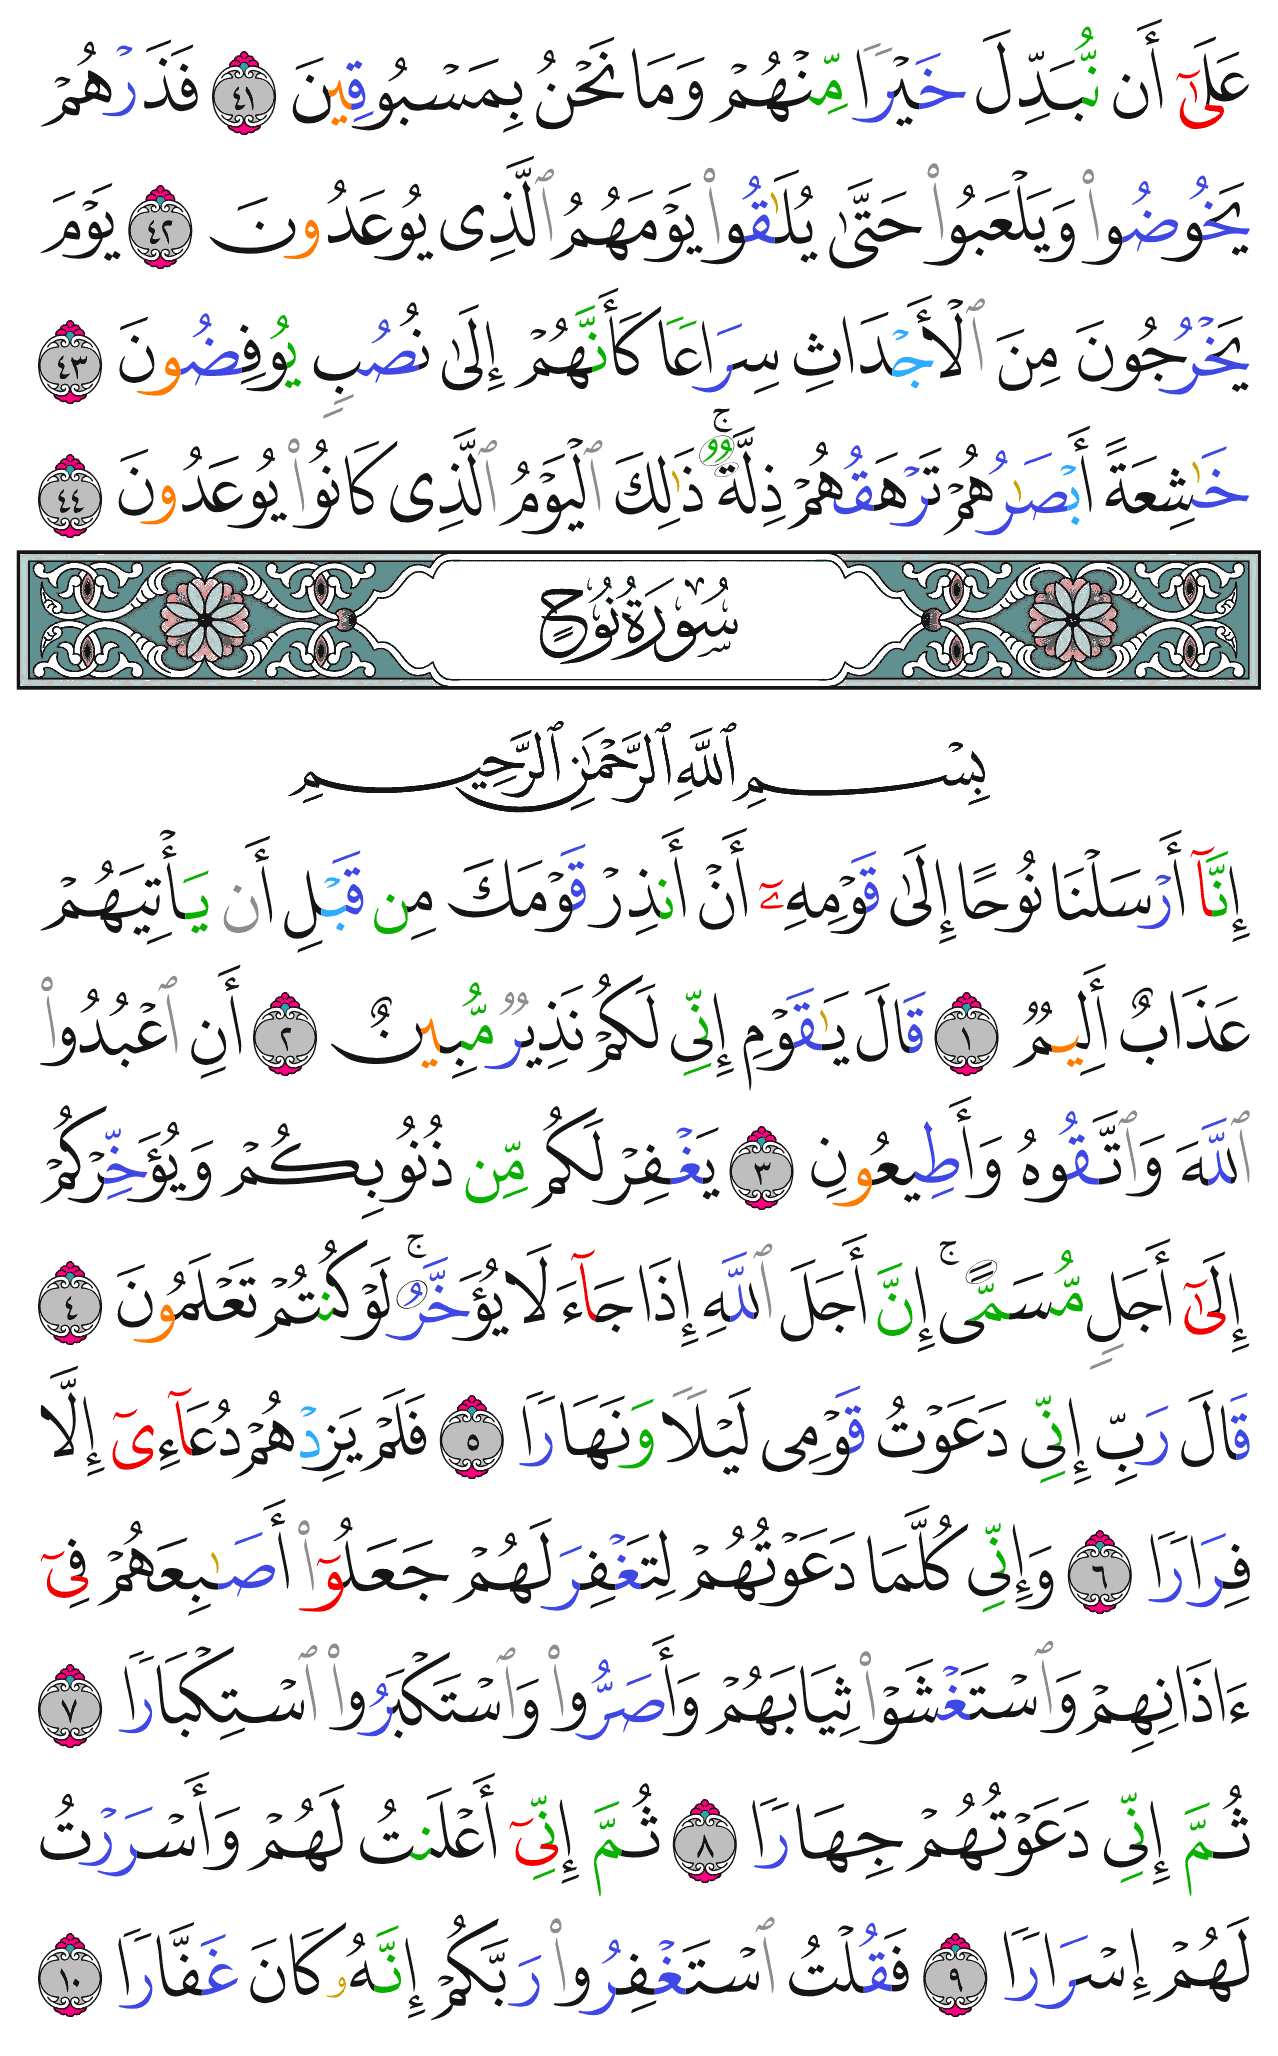 عَلَىٰٓ أَن نُّبَدِّلَ خَيْرًا مِّنْهُمْ وَمَا نَحْنُ بِمَسْبُوقِينَ ٤١ فَذَرْهُمْ
يَخُوضُوا۟ وَيَلْعَبُوا۟ حَتَّىٰ يُلَـٰقُوا۟ يَوْمَهُمُ ٱلَّذِى يُوعَدُونَ ٤٢ يَوْمَ
يَخْرُجُونَ مِنَ ٱلْأَجْدَاثِ سِرَاعًا كَأَنَّهُمْ إِلَىٰ نُصُبٍ يُوفِضُونَ ٤٣
خَـٰشِعَةً أَبْصَـٰرُهُمْ تَرْهَقُهُمْ ذِلَّةٌ ۚ ذَٰلِكَ ٱلْيَوْمُ ٱلَّذِى كَانُوا۟ يُوعَدُونَ ٤٤
سُورَةُ نُوحٍ
بِسْمِ ٱللَّهِ ٱلرَّحْمَـٰنِ ٱلرَّحِيمِ
إِنَّآ أَرْسَلْنَا نُوحًا إِلَىٰ قَوْمِهِۦٓ أَنْ أَنذِرْ قَوْمَكَ مِن قَبْلِ أَن يَأْتِيَهُمْ
عَذَابٌ أَلِيمٌ ١ قَالَ يَـٰقَوْمِ إِنِّى لَكُمْ نَذِيرٌ مُّبِينٌ ٢ أَنِ ٱعْبُدُوا۟
ٱللَّهَ وَٱتَّقُوهُ وَأَطِيعُونِ ٣ يَغْفِرْ لَكُم مِّن ذُنُوبِكُمْ وَيُؤَخِّرْكُمْ
إِلَىٰٓ أَجَلٍ مُّسَمًّى ۚ إِنَّ أَجَلَ ٱللَّهِ إِذَا جَآءَ لَا يُؤَخَّرُ ۚ لَوْ كُنتُمْ تَعْلَمُونَ ٤
قَالَ رَبِّ إِنِّى دَعَوْتُ قَوْمِى لَيْلًا وَنَهَارًا ٥ فَلَمْ يَزِدْهُمْ دُعَآءِىٓ إِلَّا
فِرَارًا ٦ وَإِنِّى كُلَّمَا دَعَوْتُهُمْ لِتَغْفِرَ لَهُمْ جَعَلُوٓا۟ أَصَـٰبِعَهُمْ فِىٓ
ءَاذَانِهِمْ وَٱسْتَغْشَوْا۟ ثِيَابَهُمْ وَأَصَرُّوا۟ وَٱسْتَكْبَرُوا۟ ٱسْتِكْبَارًا ٧
ثُمَّ إِنِّى دَعَوْتُهُمْ جِهَارًا ٨ ثُمَّ إِنِّىٓ أَعْلَنتُ لَهُمْ وَأَسْرَرْتُ
لَهُمْ إِسْرَارًا ٩ فَقُلْتُ ٱسْتَغْفِرُوا۟ رَبَّكُمْ إِنَّهُۥ كَانَ غَفَّارًا ١٠